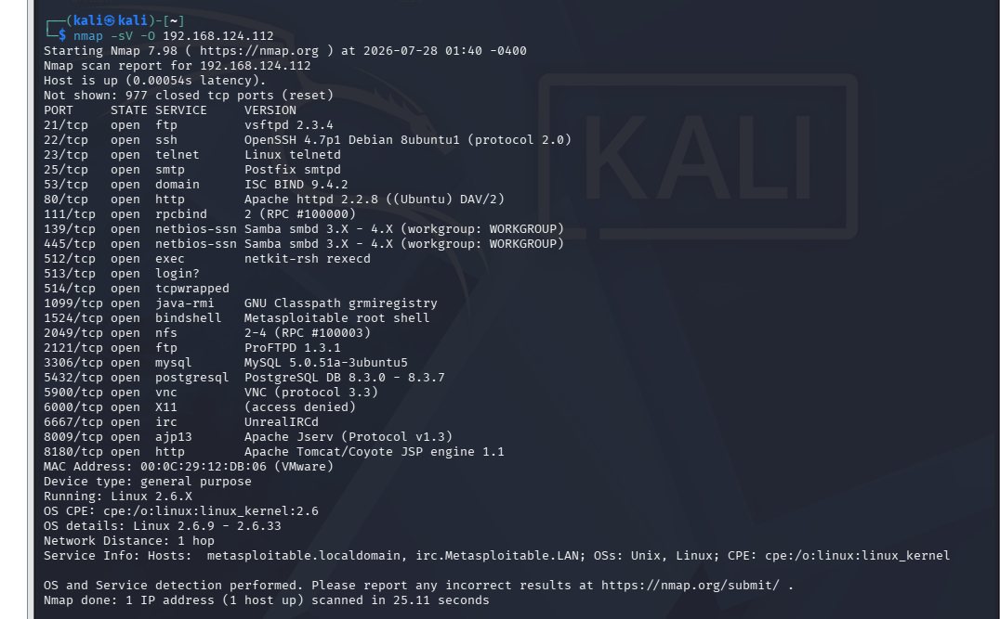 ┌──(kali㉿kali)-[~]
└─$ nmap -sV -O 192.168.124.112
Starting Nmap 7.98 ( https://nmap.org ) at 2026-07-28 01:40 -0400
Nmap scan report for 192.168.124.112
Host is up (0.00054s latency).
Not shown: 977 closed tcp ports (reset)
PORT     STATE SERVICE     VERSION
21/tcp   open  ftp         vsftpd 2.3.4
22/tcp   open  ssh         OpenSSH 4.7p1 Debian 8ubuntu1 (protocol 2.0)
23/tcp   open  telnet      Linux telnetd
25/tcp   open  smtp        Postfix smtpd
53/tcp   open  domain      ISC BIND 9.4.2
80/tcp   open  http        Apache httpd 2.2.8 ((Ubuntu) DAV/2)
111/tcp  open  rpcbind     2 (RPC #100000)
139/tcp  open  netbios-ssn Samba smbd 3.X - 4.X (workgroup: WORKGROUP)
445/tcp  open  netbios-ssn Samba smbd 3.X - 4.X (workgroup: WORKGROUP)
512/tcp  open  exec        netkit-rsh rexecd
513/tcp  open  login?
514/tcp  open  tcpwrapped
1099/tcp open  java-rmi    GNU Classpath grmiregistry
1524/tcp open  bindshell   Metasploitable root shell
2049/tcp open  nfs         2-4 (RPC #100003)
2121/tcp open  ftp         ProFTPD 1.3.1
3306/tcp open  mysql       MySQL 5.0.51a-3ubuntu5
5432/tcp open  postgresql  PostgreSQL DB 8.3.0 - 8.3.7
5900/tcp open  vnc         VNC (protocol 3.3)
6000/tcp open  X11         (access denied)
6667/tcp open  irc         UnrealIRCd
8009/tcp open  ajp13       Apache Jserv (Protocol v1.3)
8180/tcp open  http        Apache Tomcat/Coyote JSP engine 1.1
MAC Address: 00:0C:29:12:DB:06 (VMware)
Device type: general purpose
Running: Linux 2.6.X
OS CPE: cpe:/o:linux:linux_kernel:2.6
OS details: Linux 2.6.9 - 2.6.33
Network Distance: 1 hop
Service Info: Hosts:  metasploitable.localdomain, irc.Metasploitable.LAN; OSs: Unix, Linux; CPE: cpe:/o:linux:linux_kernel

OS and Service detection performed. Please report any incorrect results at https://nmap.org/submit/ .
Nmap done: 1 IP address (1 host up) scanned in 25.11 seconds
KALI